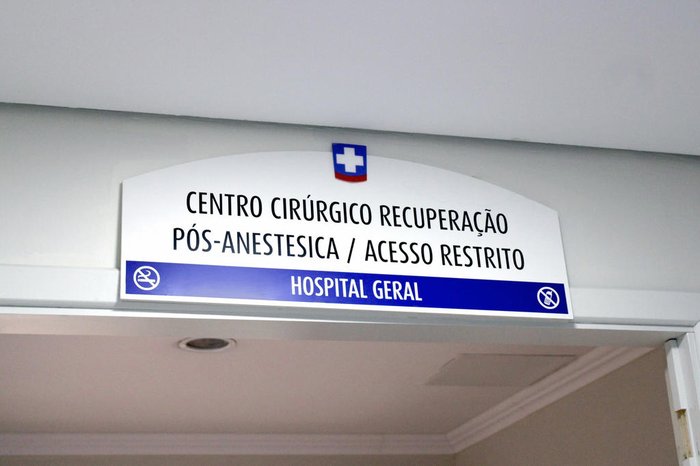 CENTRO CIRÚRGICO RECUPERAÇÃO
PÓS-ANESTESICA / ACESSO RESTRITO
HOSPITAL GERAL